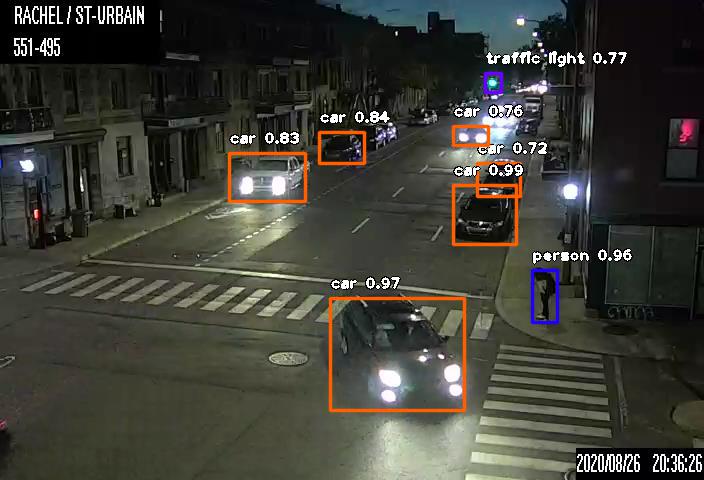 RACHEL / ST-URBAIN
551-495
traffic light 0.77
car 0.84
car 0.76
car 0.83
car 0.72
car 0.99
person 0.96
car 0.97
2020/08/26 20:36:26